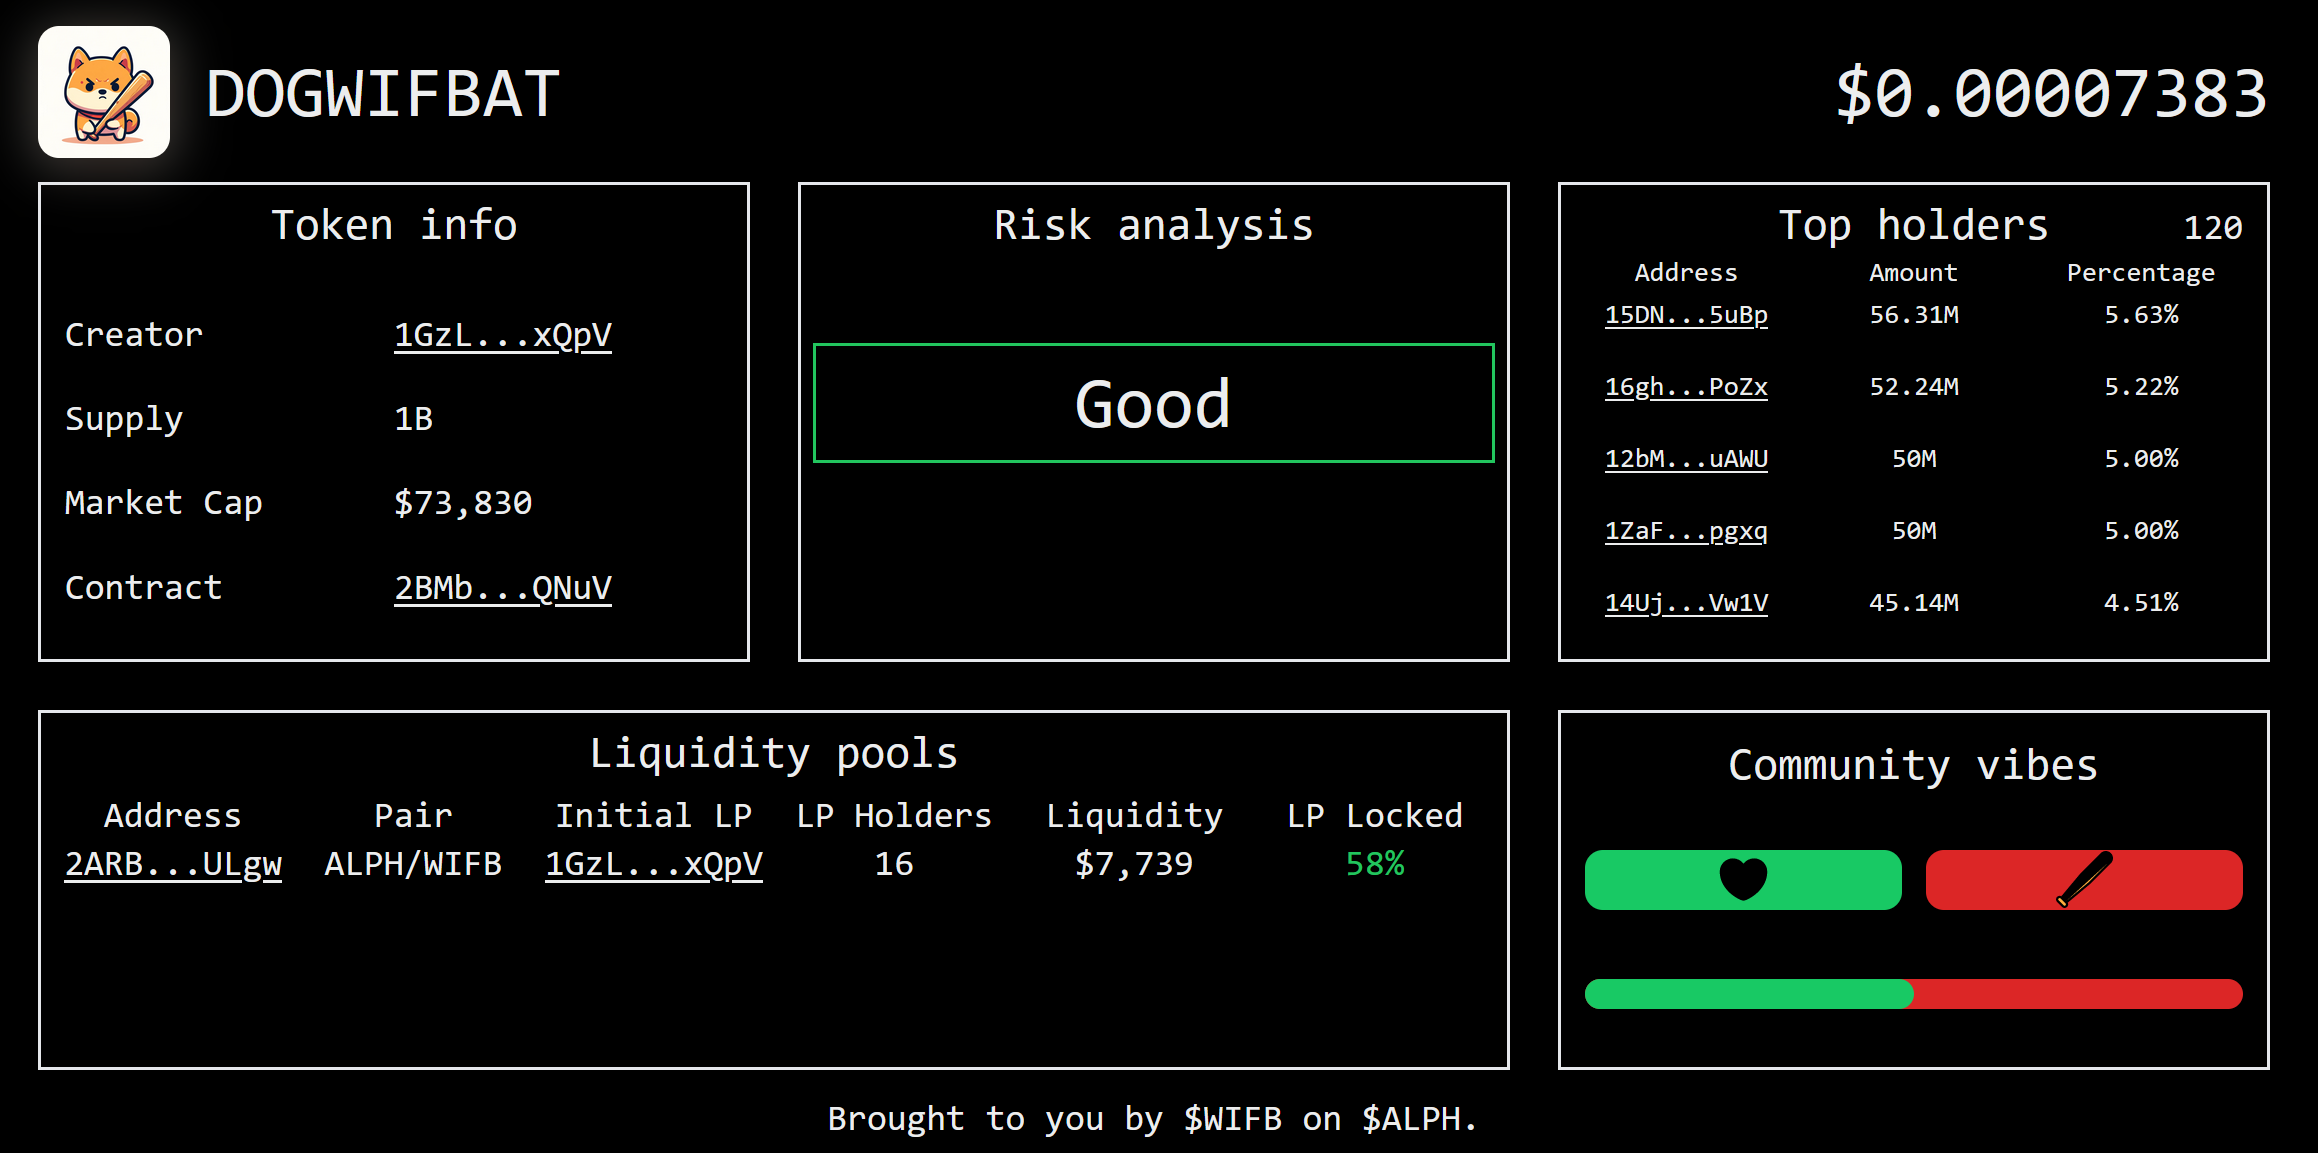 DOGWIFBAT
$0.00007383
Token info
Creator 1GzL...xQpV
Supply 1B
Market Cap $73,830
Contract 2BMb...QNuV
Risk analysis
Good
Top holders 120
Address Amount Percentage
15DN...5uBp 56.31M 5.63%
16gh...PoZx 52.24M 5.22%
12bM...uAWU 50M 5.00%
1ZaF...pgxq 50M 5.00%
14Uj...Vw1V 45.14M 4.51%
Liquidity pools
Address Pair Initial LP LP Holders Liquidity LP Locked
2ARB...ULgw ALPH/WIFB 1GzL...xQpV 16 $7,739 58%
Community vibes
Brought to you by $WIFB on $ALPH.